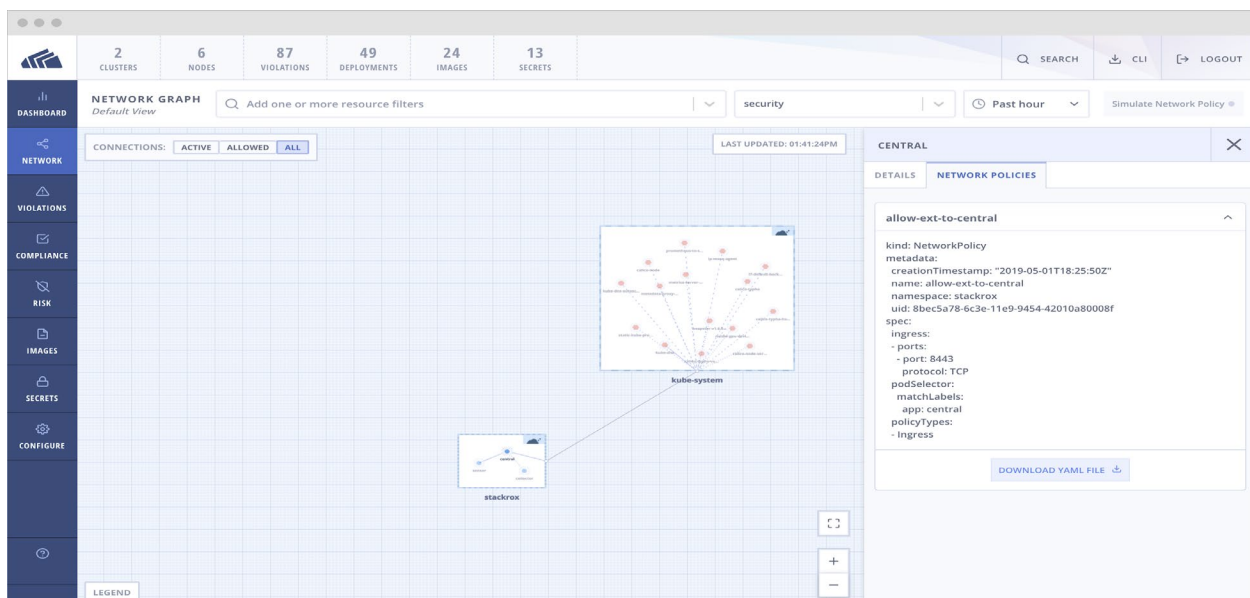 2 6 87 49 24 13
CLUSTERS NODES VIOLATIONS DEPLOYMENTS IMAGES SECRETS
SEARCH CLI LOGOUT
DASHBOARD
NETWORK
VIOLATIONS
COMPLIANCE
RISK
IMAGES
SECRETS
CONFIGURE
NETWORK GRAPH
Default View
Add one or more resource filters
security
Past hour
Simulate Network Policy
CONNECTIONS: ACTIVE ALLOWED ALL
LAST UPDATED: 01:41:24PM
kube-system
central
stackrox
LEGEND
CENTRAL
DETAILS NETWORK POLICIES
allow-ext-to-central
kind: NetworkPolicy
metadata:
creationTimestamp: "2019-05-01T18:25:50Z"
name: allow-ext-to-central
namespace: stackrox
uid: 8bec5a78-6c3e-11e9-9454-42010a80008f
spec:
ingress:
- ports:
- port: 8443
protocol: TCP
podSelector:
matchLabels:
app: central
policyTypes:
- Ingress
DOWNLOAD YAML FILE